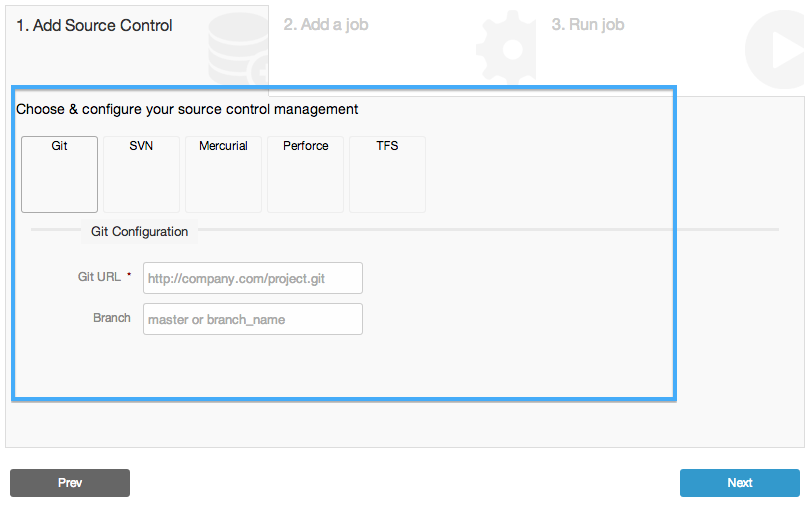 1. Add Source Control
2. Add a job
3. Run job
Choose & configure your source control management
Git
SVN
Mercurial
Perforce
TFS
Git Configuration
Git URL * http://company.com/project.git
Branch master or branch_name
Prev
Next